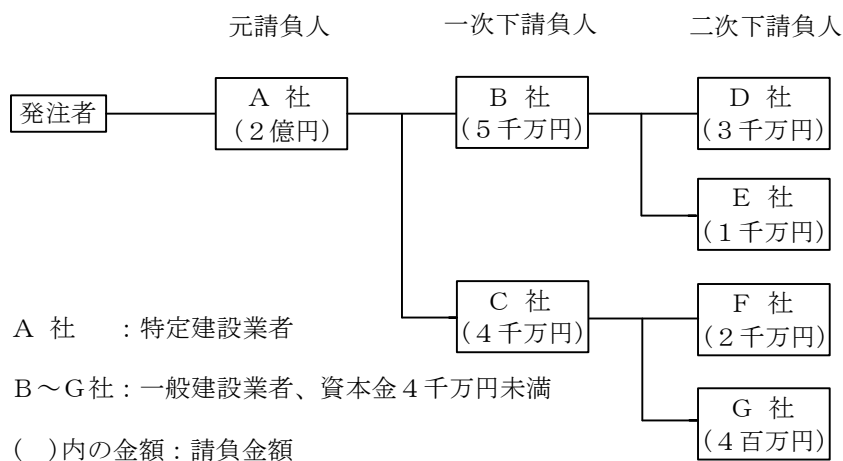 元請負人
一次下請負人
二次下請負人
発注者
A 社
(2億円)
B 社
(5千万円)
D 社
(3千万円)
E 社
(1千万円)
C 社
(4千万円)
F 社
(2千万円)
G 社
(4百万円)
A 社 :特定建設業者
B~G社:一般建設業者、資本金4千万円未満
( )内の金額:請負金額